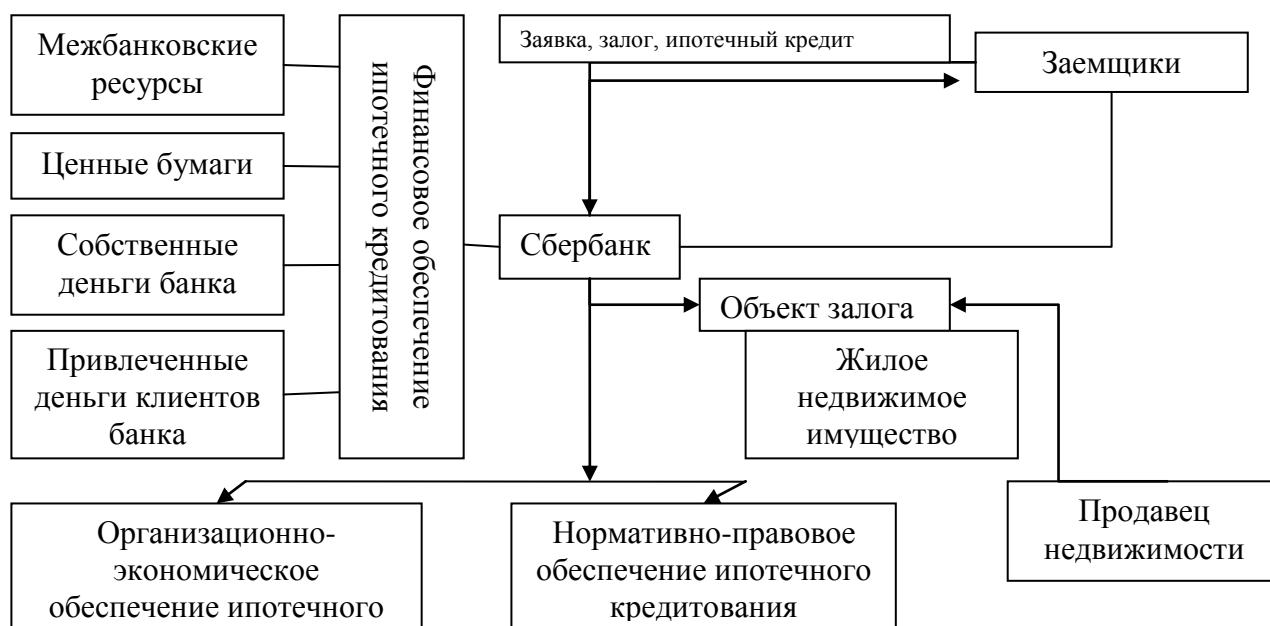 Межбанковские
ресурсы
Ценные бумаги
Собственные
деньги банка
Привлеченные
деньги клиентов
банка
Финансовое обеспечение
ипотечного кредитования
Заявка, залог, ипотечный кредит
Заемщики
Сбербанк
Объект залога
Жилое
недвижимое
имущество
Организационно-
экономическое
обеспечение ипотечного
Нормативно-правовое
обеспечение ипотечного
кредитования
Продавец
недвижимости